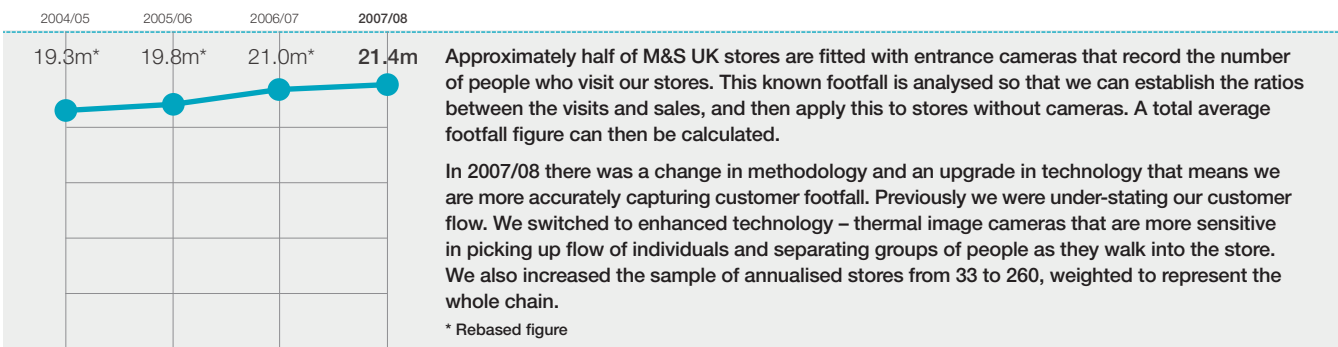 2004/05 2005/06 2006/07 2007/08
19.3m* 19.8m* 21.0m* 21.4m
Approximately half of M&S UK stores are fitted with entrance cameras that record the number
of people who visit our stores. This known footfall is analysed so that we can establish the ratios
between the visits and sales, and then apply this to stores without cameras. A total average
footfall figure can then be calculated.
In 2007/08 there was a change in methodology and an upgrade in technology that means we
are more accurately capturing customer footfall. Previously we were under-stating our customer
flow. We switched to enhanced technology – thermal image cameras that are more sensitive
in picking up flow of individuals and separating groups of people as they walk into the store.
We also increased the sample of annualised stores from 33 to 260, weighted to represent the
whole chain.
* Rebased figure